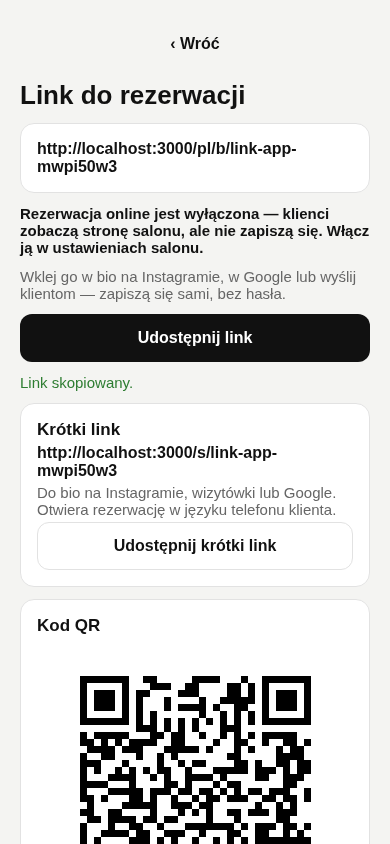 ‹ Wróć
Link do rezerwacji
http://localhost:3000/pl/b/link-app-
mwpi50w3
Rezerwacja online jest wyłączona — klienci
zobaczą stronę salonu, ale nie zapiszą się. Włącz
ją w ustawieniach salonu.
Wklej go w bio na Instagramie, w Google lub wyślij
klientom — zapiszą się sami, bez hasła.
Udostępnij link
Link skopiowany.
Krótki link
http://localhost:3000/s/link-app-
mwpi50w3
Do bio na Instagramie, wizytówki lub Google.
Otwiera rezerwację w języku telefonu klienta.
Udostępnij krótki link
Kod QR